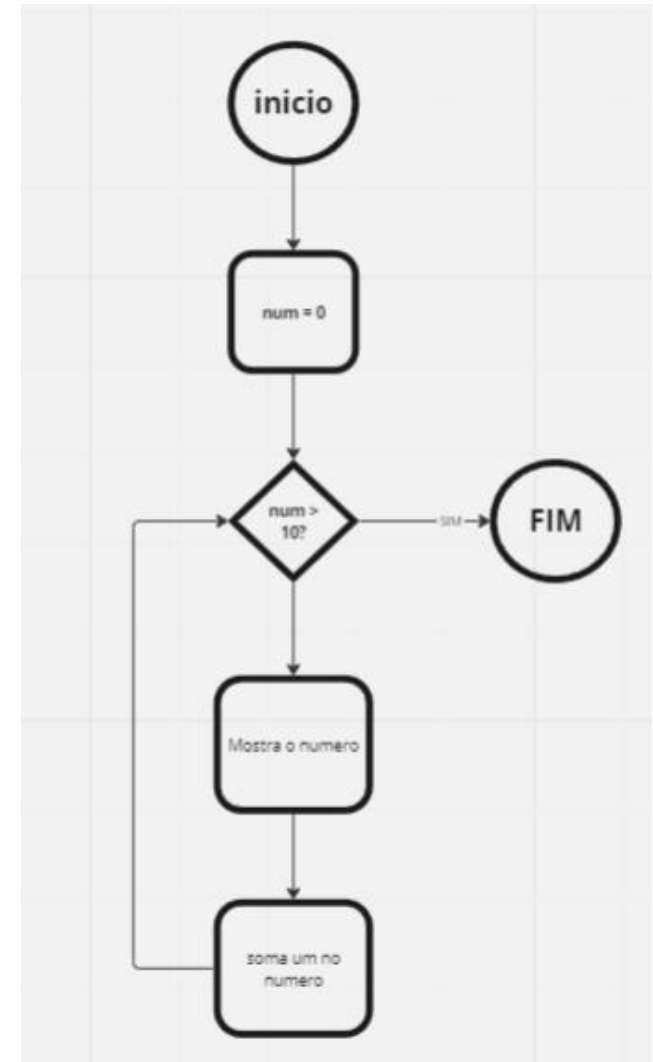 inicio
num = 0
num >
10?
SIM
FIM
Mostra o numero
soma um no
numero